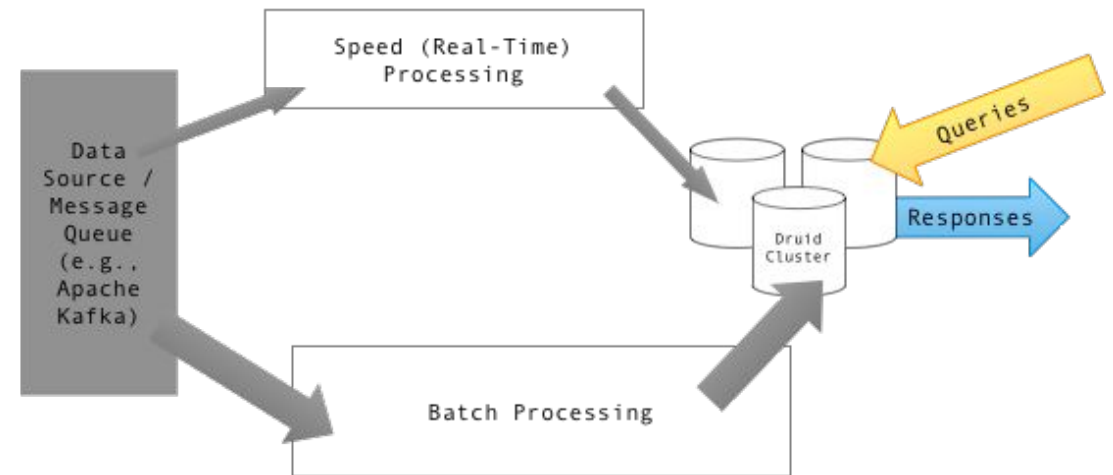 Speed (Real-Time)
Processing
Data
Source /
Message
Queue
(e.g.,
Apache
Kafka)
Queries
Responses
Druid
Cluster
Batch Processing